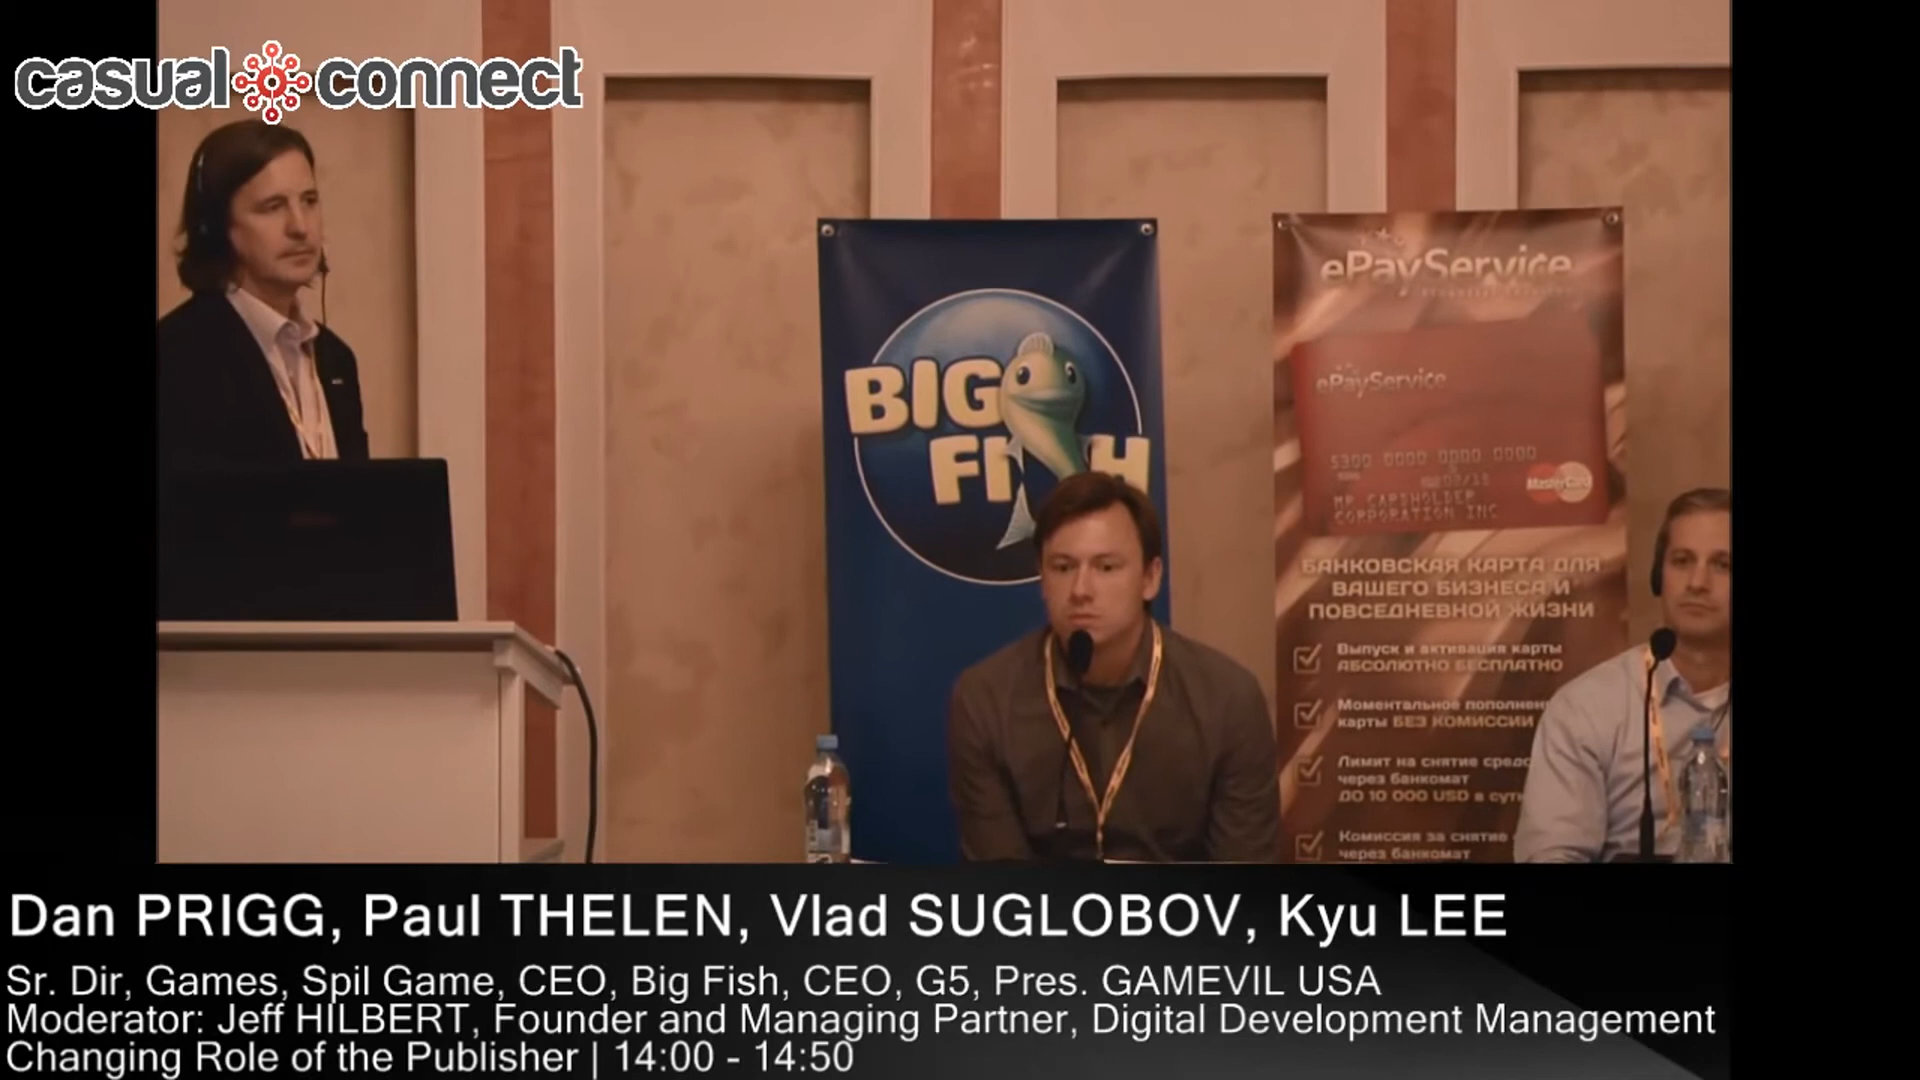 casual connect
BIG
FISH
ePayService
ePayService
5300 0000 0000 0000
MR CARDHOLDER
CORPORATION INC
MasterCard
БАНКОВСКАЯ КАРТА ДЛЯ
ВАШЕГО БИЗНЕСА И
ПОВСЕДНЕВНОЙ ЖИЗНИ
Выпуск и активация карты
АБСОЛЮТНО БЕСПЛАТНО
Моментальное пополнен
карты БЕЗ КОМИССИИ
Лимит на снятие средс
через банкомат
ДО 10 000 USD в сутк
Комиссия за снятие
через банкомат
Dan PRIGG, Paul THELEN, Vlad SUGLOBOV, Kyu LEE
Sr. Dir, Games, Spil Game, CEO, Big Fish, CEO, G5, Pres. GAMEVIL USA
Moderator: Jeff HILBERT, Founder and Managing Partner, Digital Development Management
Changing Role of the Publisher | 14:00 - 14:50